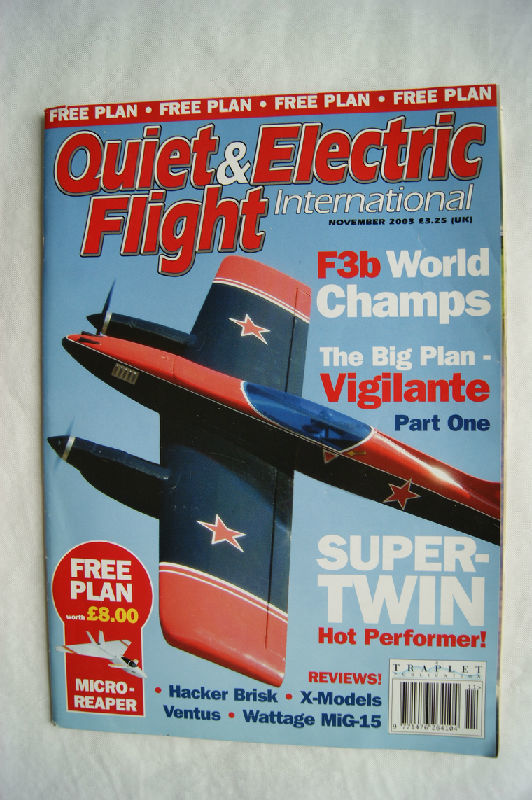 FREE PLAN • FREE PLAN • FREE PLAN • FREE PLAN
Quiet & Electric
Flight International
NOVEMBER 2005 £3.25 (UK)
F3b World
Champs
The Big Plan -
Vigilante
Part One
SUPER-
TWIN
Hot Performer!
FREE
PLAN
worth £8.00
MICRO-
REAPER
REVIEWS!
• Hacker Brisk • X-Models
Ventus • Wattage MiG-15
TRAPLET